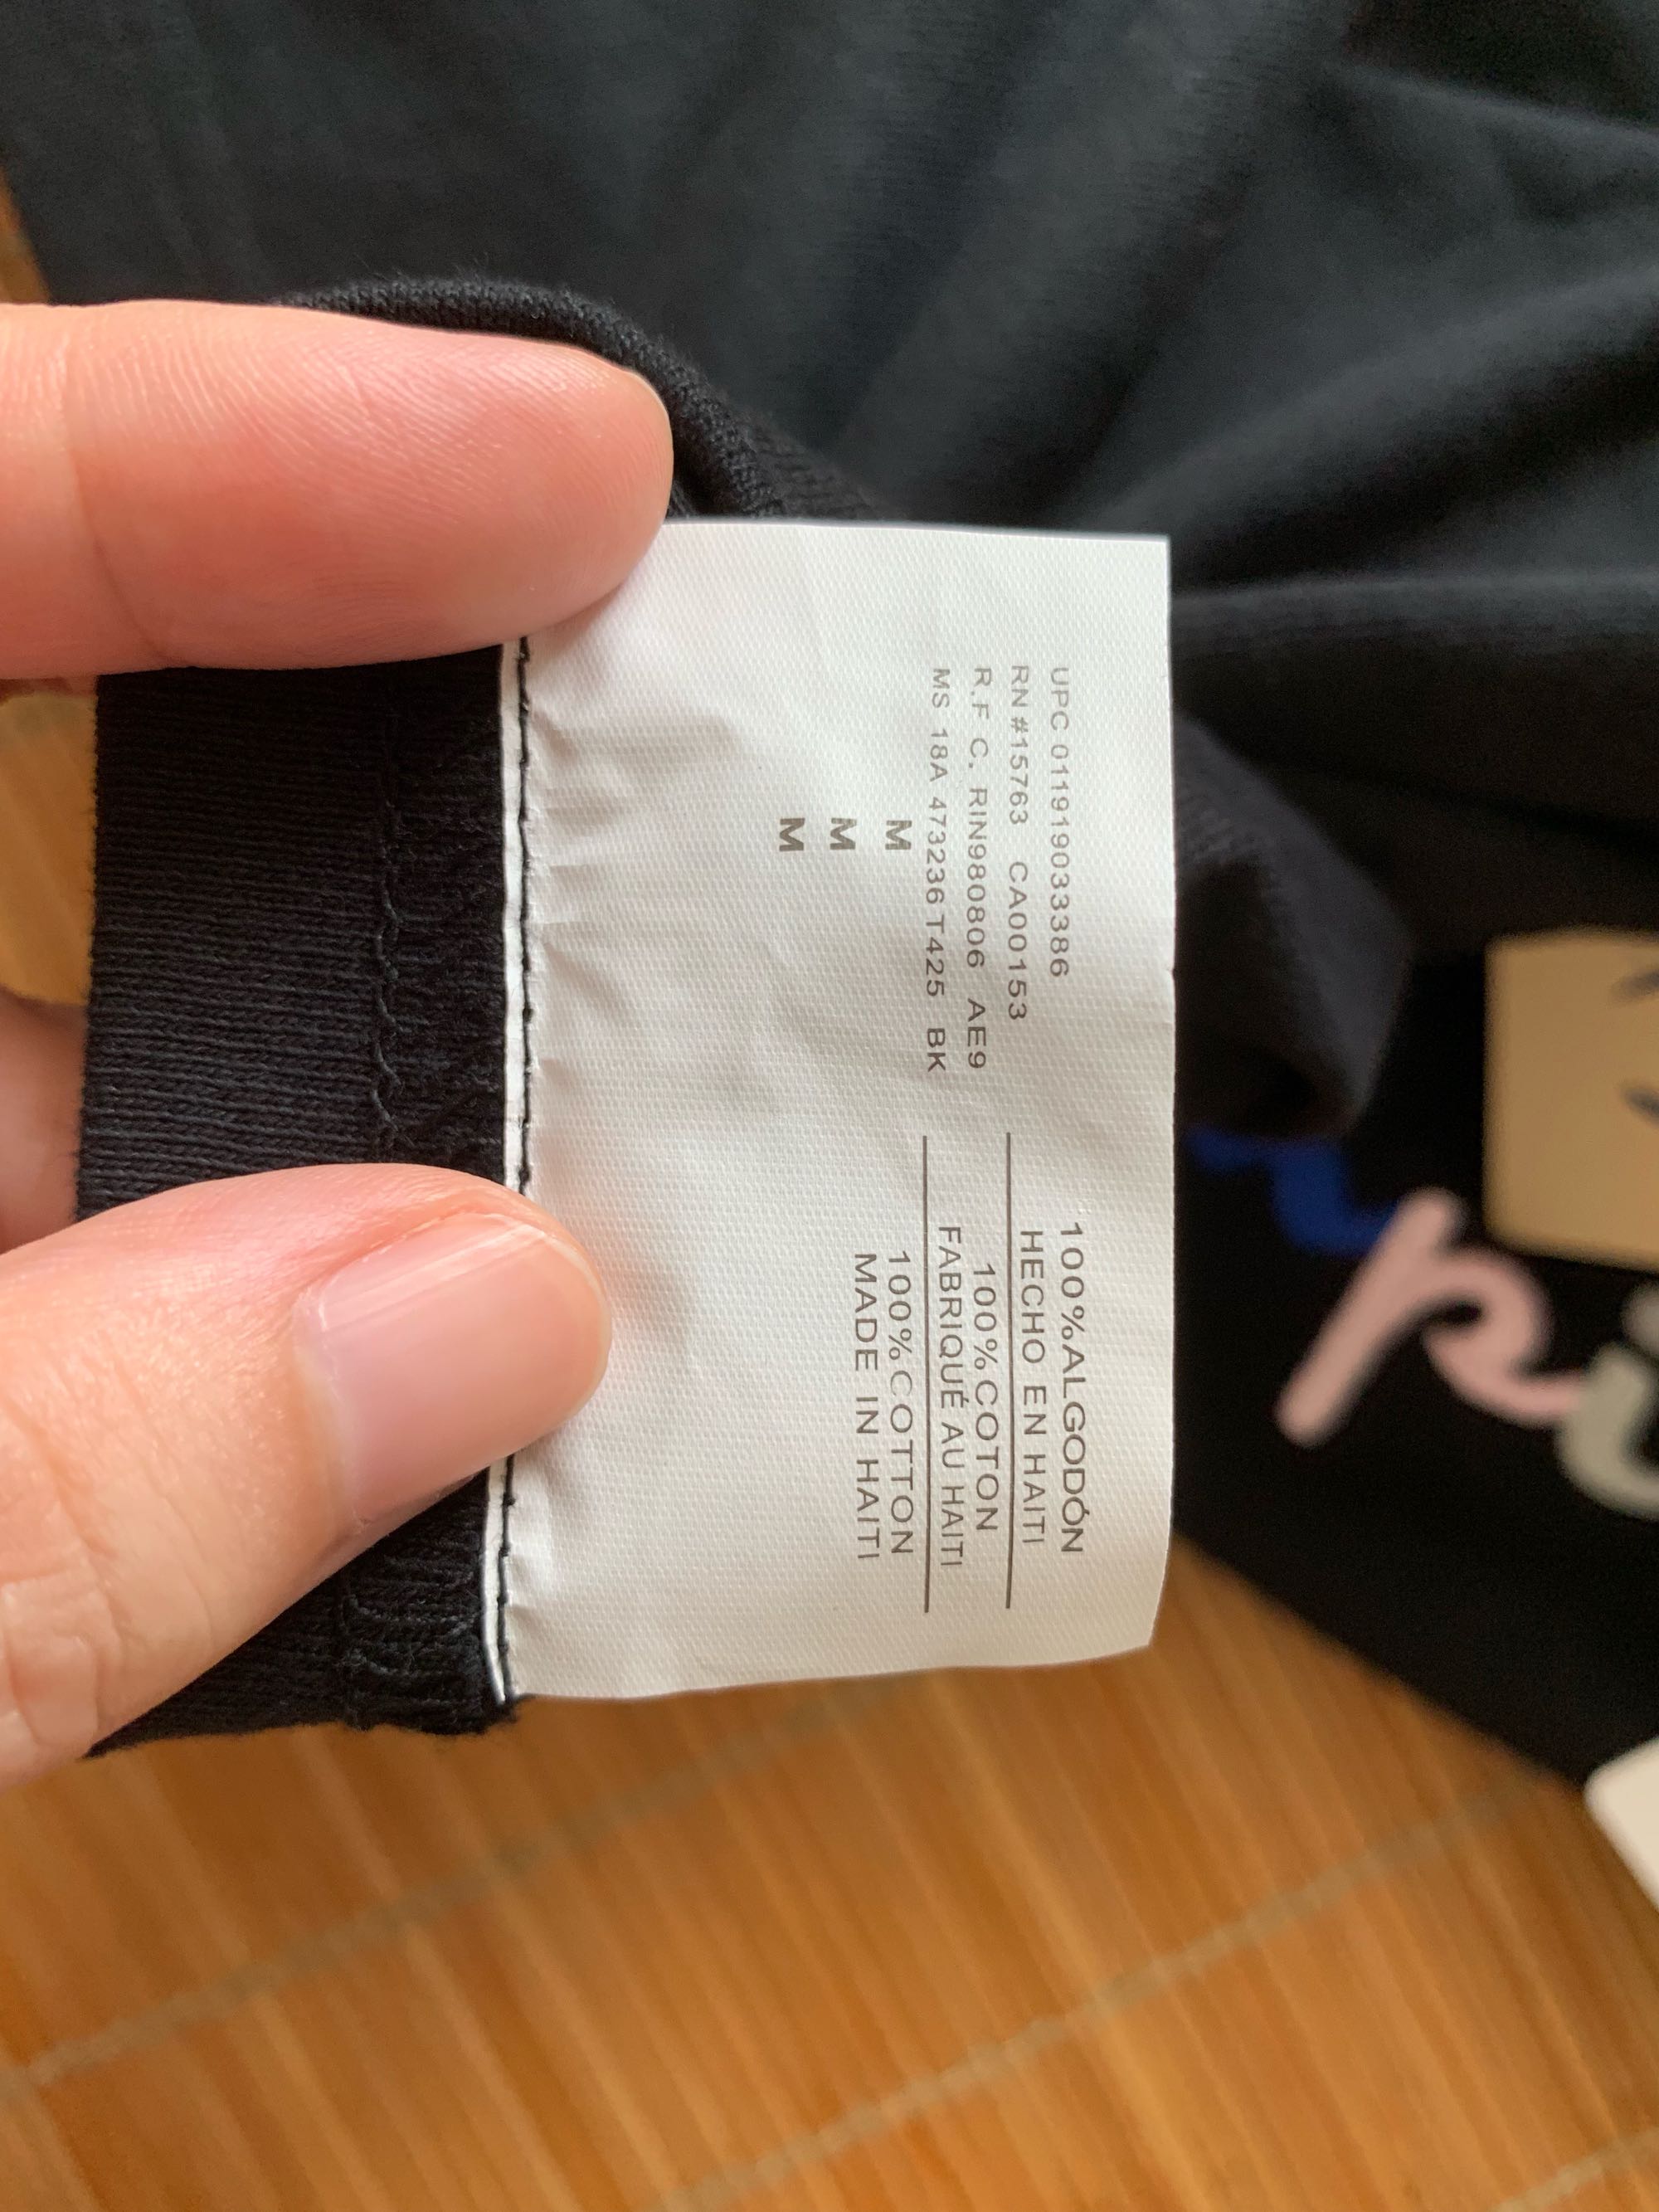 UPC 011919033386
RN #15763 CA00153
R.F C. RIN980806 AE9
MS 18A 473236 T425 BK
M
M
M
100%ALGODÓN
HECHO EN HAITI
100%COTON
FABRIQUÉ AU HAITI
100%COTTON
MADE IN HAITI